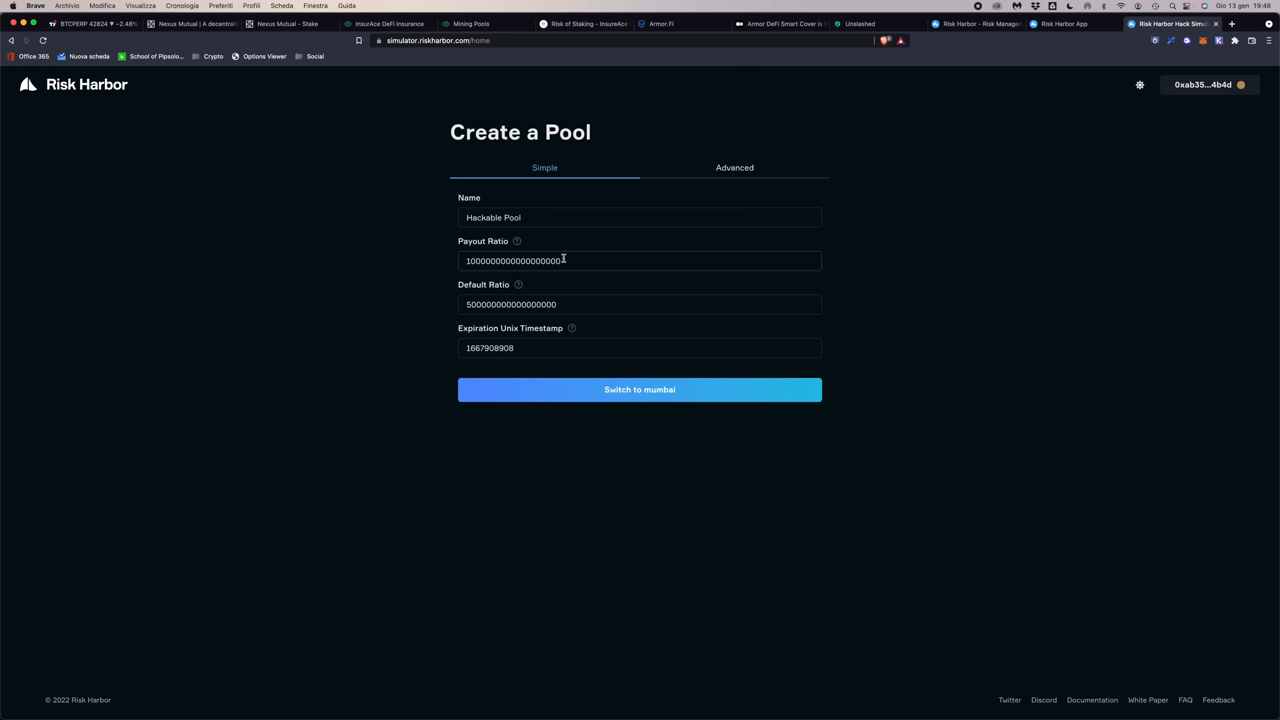 Brave Archivio Modifica Visualizza Cronologia Preferiti Profili Scheda Finestra Guida Gio 13 gen 19:48
BTCPERP 42824 ▼ −2.48% Nexus Mutual | A decentrali Nexus Mutual - Stake InsurAce DeFi Insurance Mining Pools Risk of Staking - InsureAce Armor.Fi Armor DeFi Smart Cover is Unslashed Risk Harbor - Risk Manage Risk Harbor App Risk Harbor Hack Simu
simulator.riskharbor.com/home
Office 365 Nuova scheda School of Pipsolo... Crypto Options Viewer Social
Risk Harbor
0xab35...4b4d
Create a Pool
Simple Advanced
Name
Hackable Pool
Payout Ratio
1000000000000000000
Default Ratio
500000000000000000
Expiration Unix Timestamp
1667908908
Switch to mumbai
© 2022 Risk Harbor
Twitter Discord Documentation White Paper FAQ Feedback